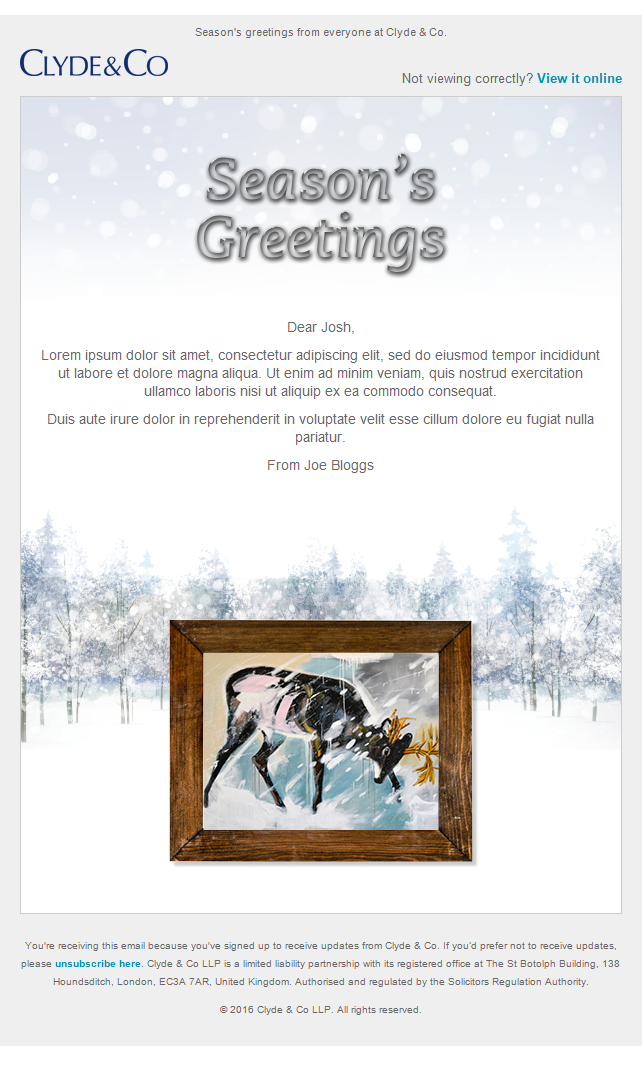 Season's greetings from everyone at Clyde & Co.
CLYDE&CO
Not viewing correctly? View it online
Season's
Greetings
Dear Josh,
Lorem ipsum dolor sit amet, consectetur adipiscing elit, sed do eiusmod tempor incididunt
ut labore et dolore magna aliqua. Ut enim ad minim veniam, quis nostrud exercitation
ullamco laboris nisi ut aliquip ex ea commodo consequat.
Duis aute irure dolor in reprehenderit in voluptate velit esse cillum dolore eu fugiat nulla
pariatur.
From Joe Bloggs
You're receiving this email because you've signed up to receive updates from Clyde & Co. If you'd prefer not to receive updates,
please unsubscribe here. Clyde & Co LLP is a limited liability partnership with its registered office at The St Botolph Building, 138
Houndsditch, London, EC3A 7AR, United Kingdom. Authorised and regulated by the Solicitors Regulation Authority.
© 2016 Clyde & Co LLP. All rights reserved.